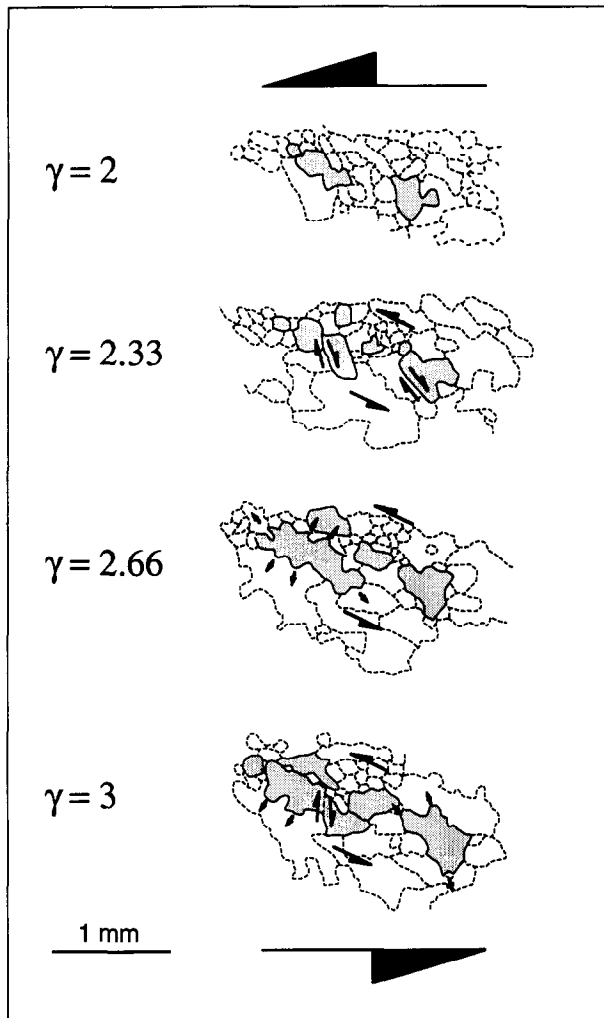 γ = 2
γ = 2.33
γ = 2.66
γ = 3
1 mm